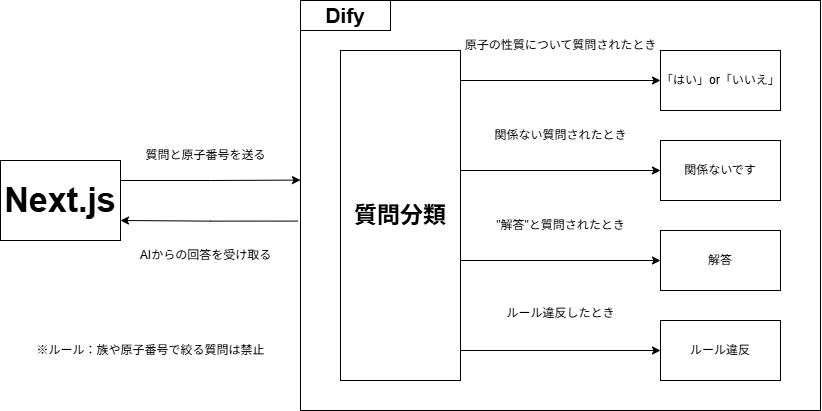 Dify
原子の性質について質問されたとき
「はい」or「いいえ」
関係ない質問されたとき
質問と原子番号を送る
関係ないです
Next.js
質問分類
"解答"と質問されたとき
AIからの回答を受け取る
解答
ルール違反したとき
※ルール：族や原子番号で絞る質問は禁止
ルール違反